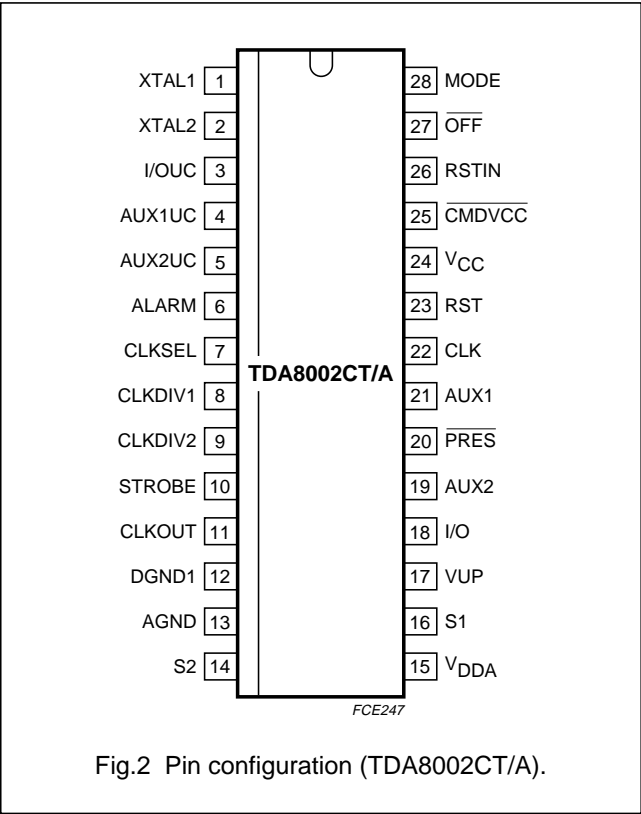 XTAL1 1 28 MODE
XTAL2 2 27 O̅F̅F̅
I/OUC 3 26 RSTIN
AUX1UC 4 25 C̅M̅D̅V̅C̅C̅
AUX2UC 5 24 VCC
ALARM 6 23 RST
CLKSEL 7 22 CLK
TDA8002CT/A
CLKDIV1 8 21 AUX1
CLKDIV2 9 20 P̅R̅E̅S̅
STROBE 10 19 AUX2
CLKOUT 11 18 I/O
DGND1 12 17 VUP
AGND 13 16 S1
S2 14 15 VDDA
FCE247
Fig.2 Pin configuration (TDA8002CT/A).